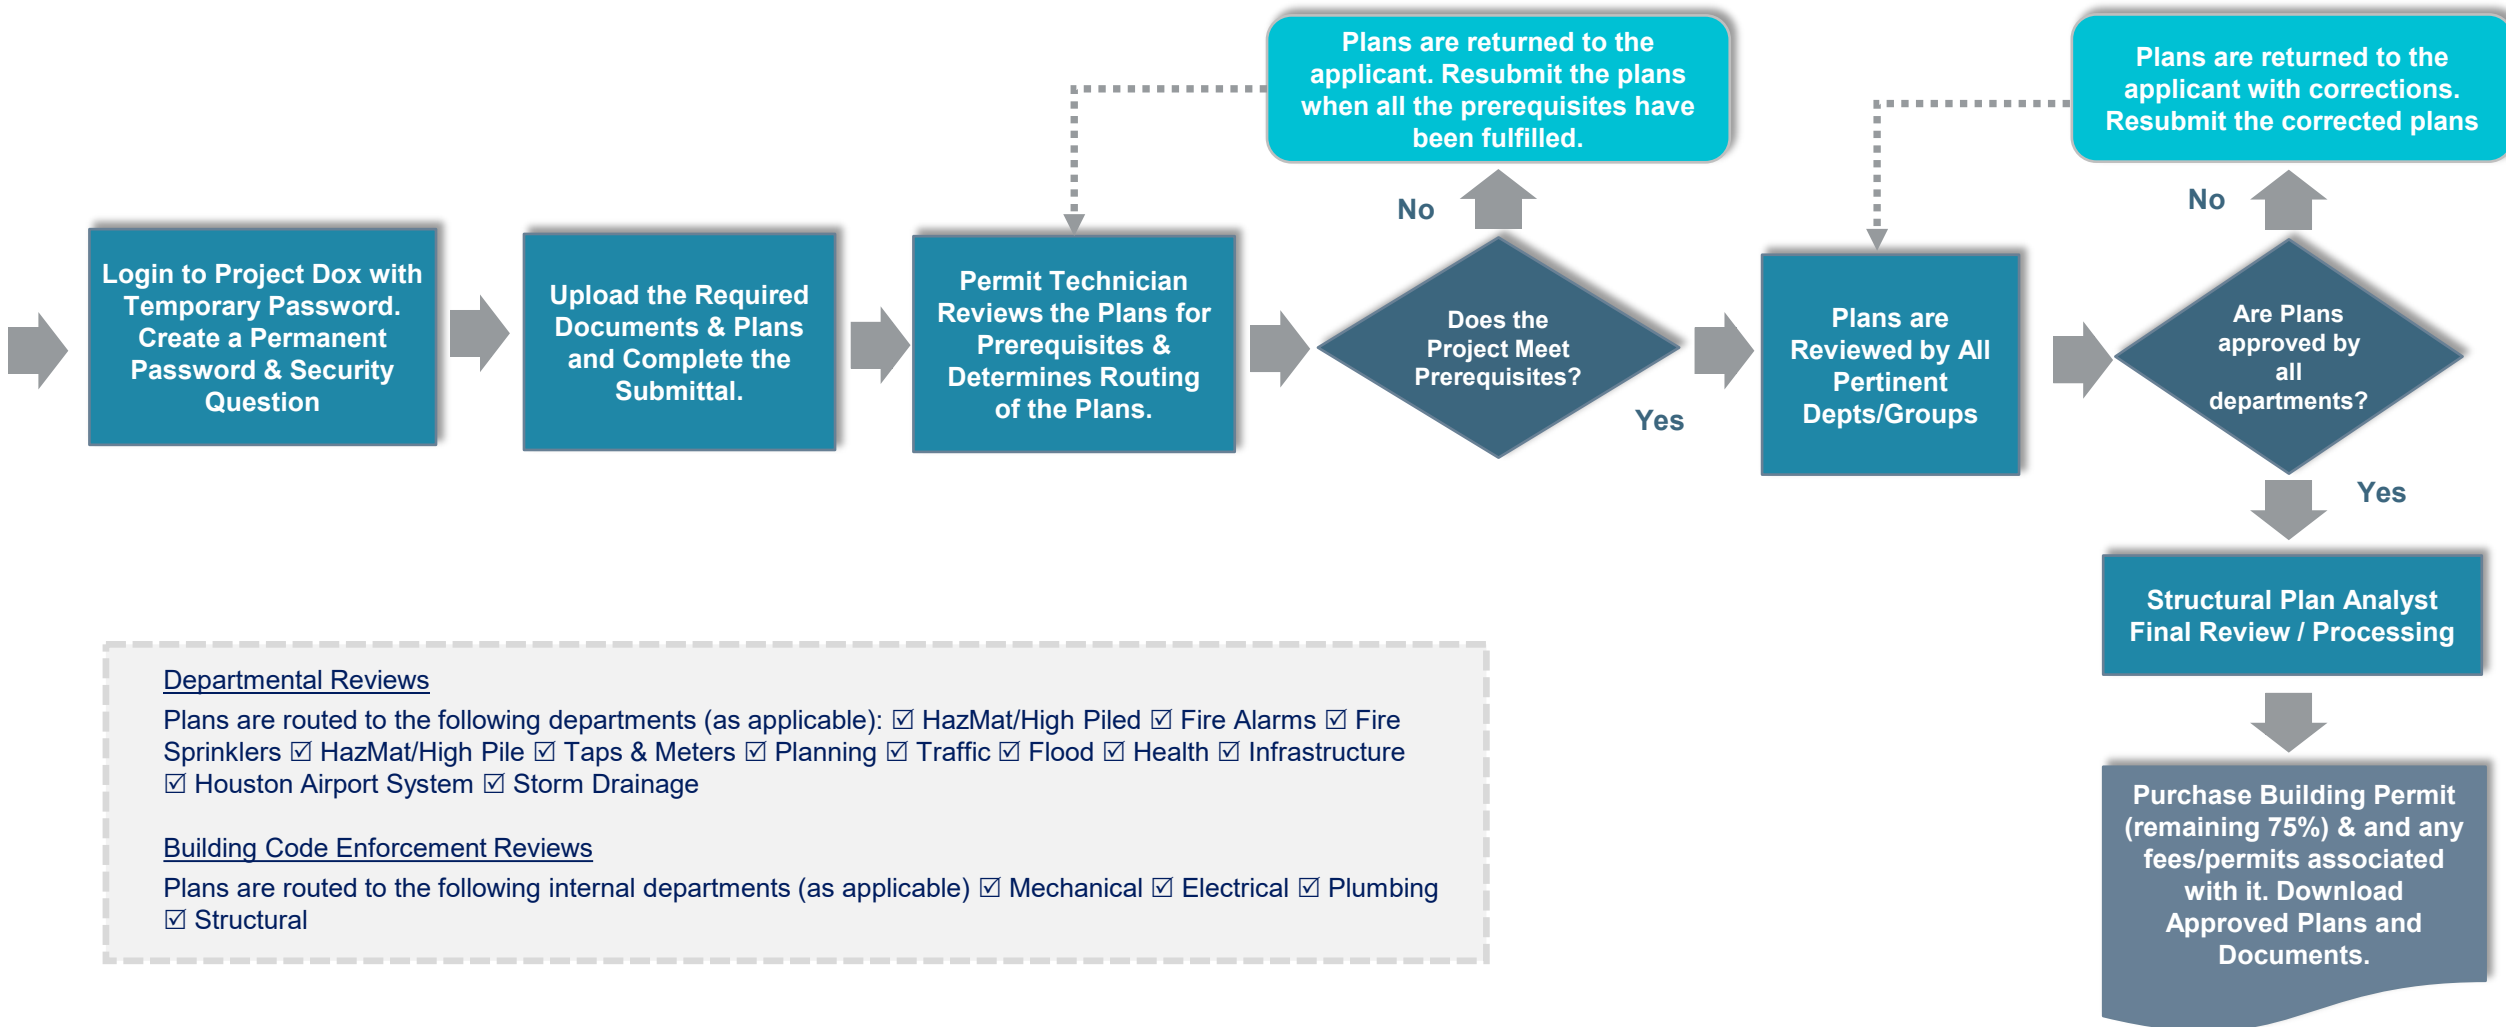 Plans are returned to the
applicant. Resubmit the plans
when all the prerequisites have
been fulfilled.
Plans are returned to the
applicant with corrections.
Resubmit the corrected plans
No
No
Login to Project Dox with
Temporary Password.
Create a Permanent
Password & Security
Question
Upload the Required
Documents & Plans
and Complete the
Submittal.
Permit Technician
Reviews the Plans for
Prerequisites &
Determines Routing
of the Plans.
Does the
Project Meet
Prerequisites?
Yes
Plans are
Reviewed by All
Pertinent
Depts/Groups
Are Plans
approved by
all
departments?
Yes
Structural Plan Analyst
Final Review / Processing
Purchase Building Permit
(remaining 75%) & and any
fees/permits associated
with it. Download
Approved Plans and
Documents.
Departmental Reviews
Plans are routed to the following departments (as applicable): ☑ HazMat/High Piled ☑ Fire Alarms ☑ Fire
Sprinklers ☑ HazMat/High Pile ☑ Taps & Meters ☑ Planning ☑ Traffic ☑ Flood ☑ Health ☑ Infrastructure
☑ Houston Airport System ☑ Storm Drainage
Building Code Enforcement Reviews
Plans are routed to the following internal departments (as applicable) ☑ Mechanical ☑ Electrical ☑ Plumbing
☑ Structural